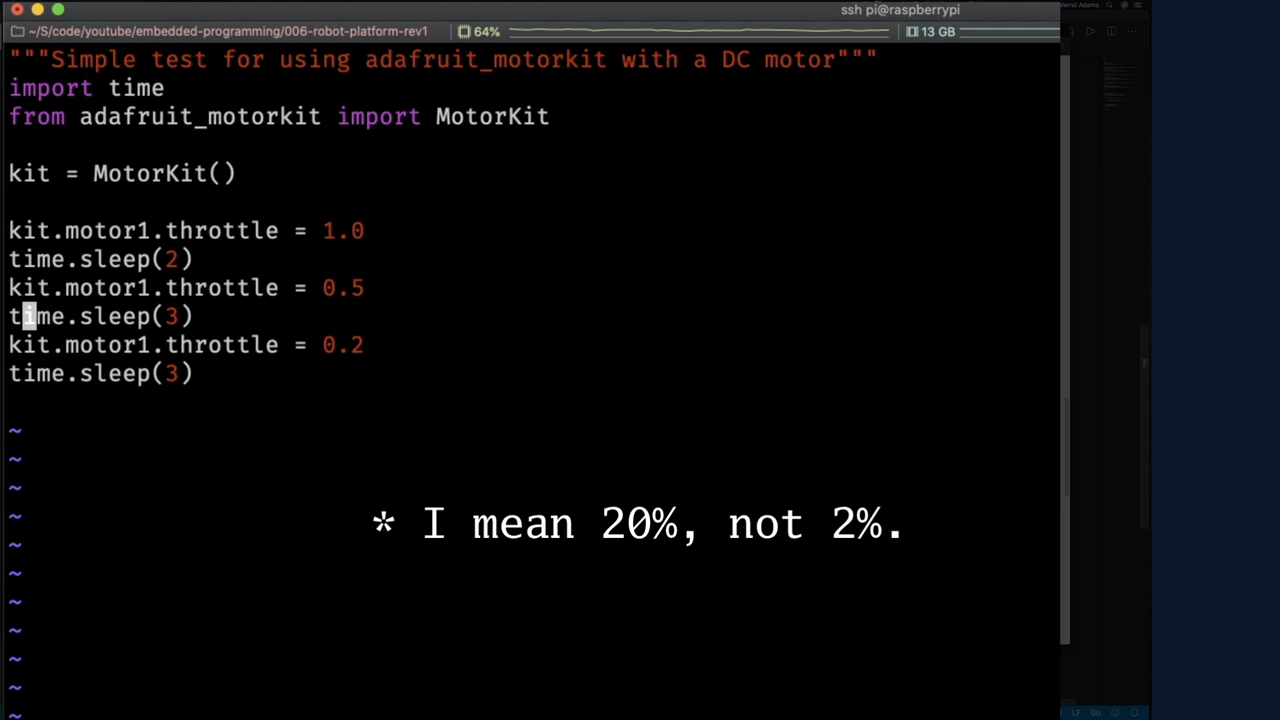 ssh pi@raspberrypi
~/S/code/youtube/embedded-programming/006-robot-platform-rev1 64% 13 GB
"""Simple test for using adafruit_motorkit with a DC motor"""
import time
from adafruit_motorkit import MotorKit
kit = MotorKit()
kit.motor1.throttle = 1.0
time.sleep(2)
kit.motor1.throttle = 0.5
time.sleep(3)
kit.motor1.throttle = 0.2
time.sleep(3)
~
~
~
~
~
~
~
~
~
~
~
* I mean 20%, not 2%.
Adams
LF Go